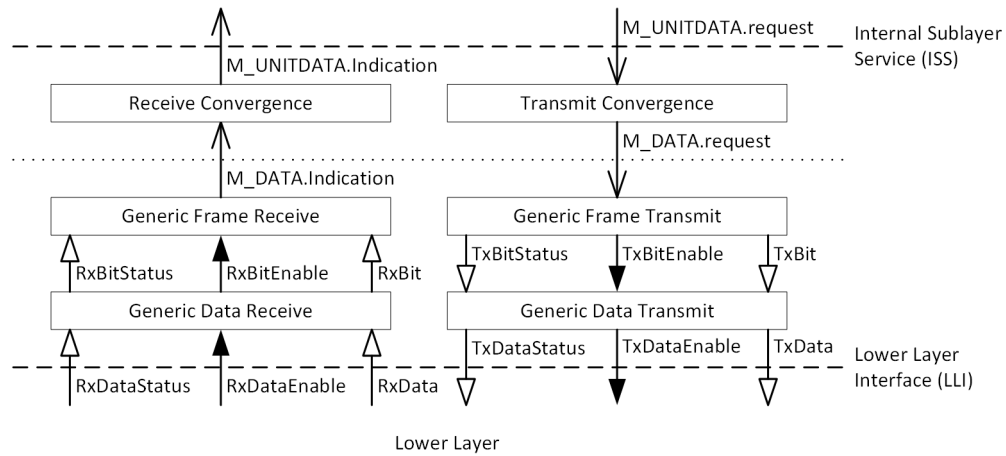 M_UNITDATA.request
Internal Sublayer
Service (ISS)
M_UNITDATA.Indication
Receive Convergence
Transmit Convergence
M_DATA.request
M_DATA.Indication
Generic Frame Receive
Generic Frame Transmit
RxBitStatus
RxBitEnable
RxBit
TxBitStatus
TxBitEnable
TxBit
Generic Data Receive
Generic Data Transmit
TxDataStatus
TxDataEnable
TxData
Lower Layer
Interface (LLI)
RxDataStatus
RxDataEnable
RxData
Lower Layer